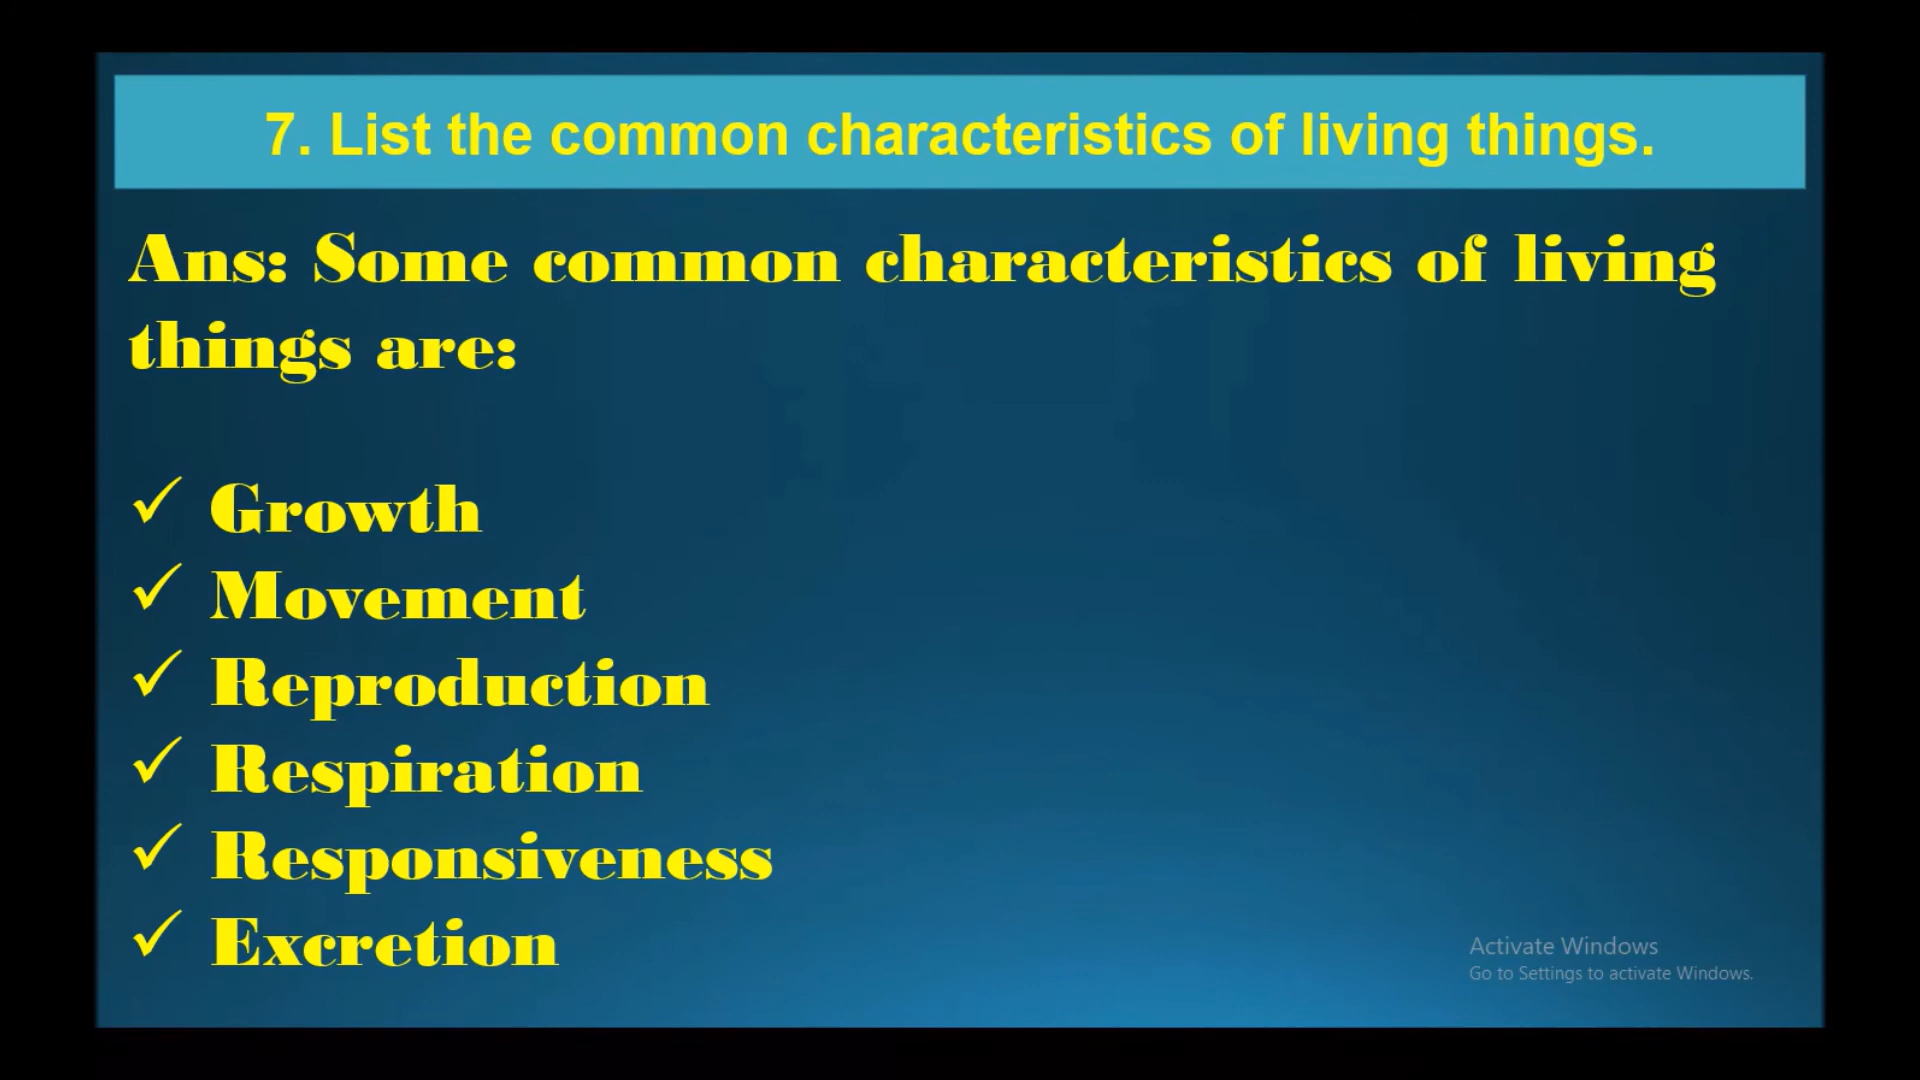 7. List the common characteristics of living things.
Ans: Some common characteristics of living
things are:
✓ Growth
✓ Movement
✓ Reproduction
✓ Respiration
✓ Responsiveness
✓ Excretion
Activate Windows
Go to Settings to activate Windows.